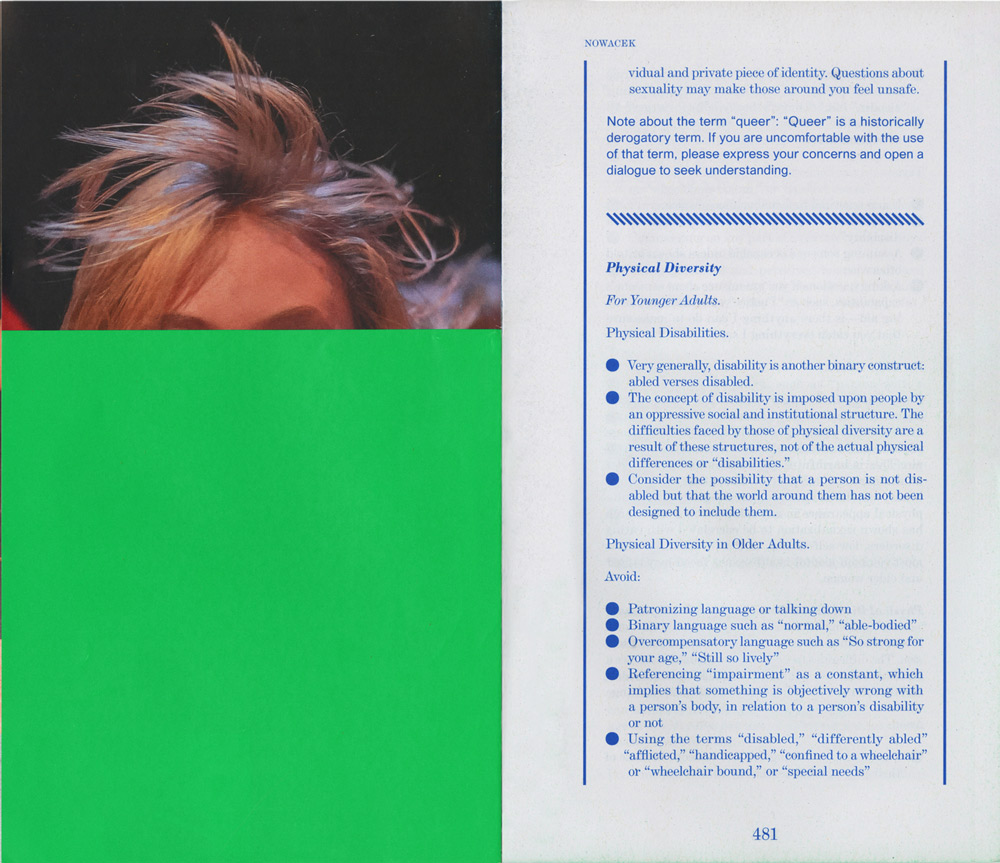 NOWACEK
vidual and private piece of identity. Questions about
sexuality may make those around you feel unsafe.
Note about the term “queer”: “Queer” is a historically
derogatory term. If you are uncomfortable with the use
of that term, please express your concerns and open a
dialogue to seek understanding.
Physical Diversity
For Younger Adults.
Physical Disabilities.
● Very generally, disability is another binary construct:
abled verses disabled.
● The concept of disability is imposed upon people by
an oppressive social and institutional structure. The
difficulties faced by those of physical diversity are a
result of these structures, not of the actual physical
differences or “disabilities.”
● Consider the possibility that a person is not dis-
abled but that the world around them has not been
designed to include them.
Physical Diversity in Older Adults.
Avoid:
● Patronizing language or talking down
● Binary language such as “normal,” “able-bodied”
● Overcompensatory language such as “So strong for
your age,” “Still so lively”
● Referencing “impairment” as a constant, which
implies that something is objectively wrong with
a person’s body, in relation to a person’s disability
or not
● Using the terms “disabled,” “differently abled”
“afflicted,” “handicapped,” “confined to a wheelchair”
or “wheelchair bound,” or “special needs”
481